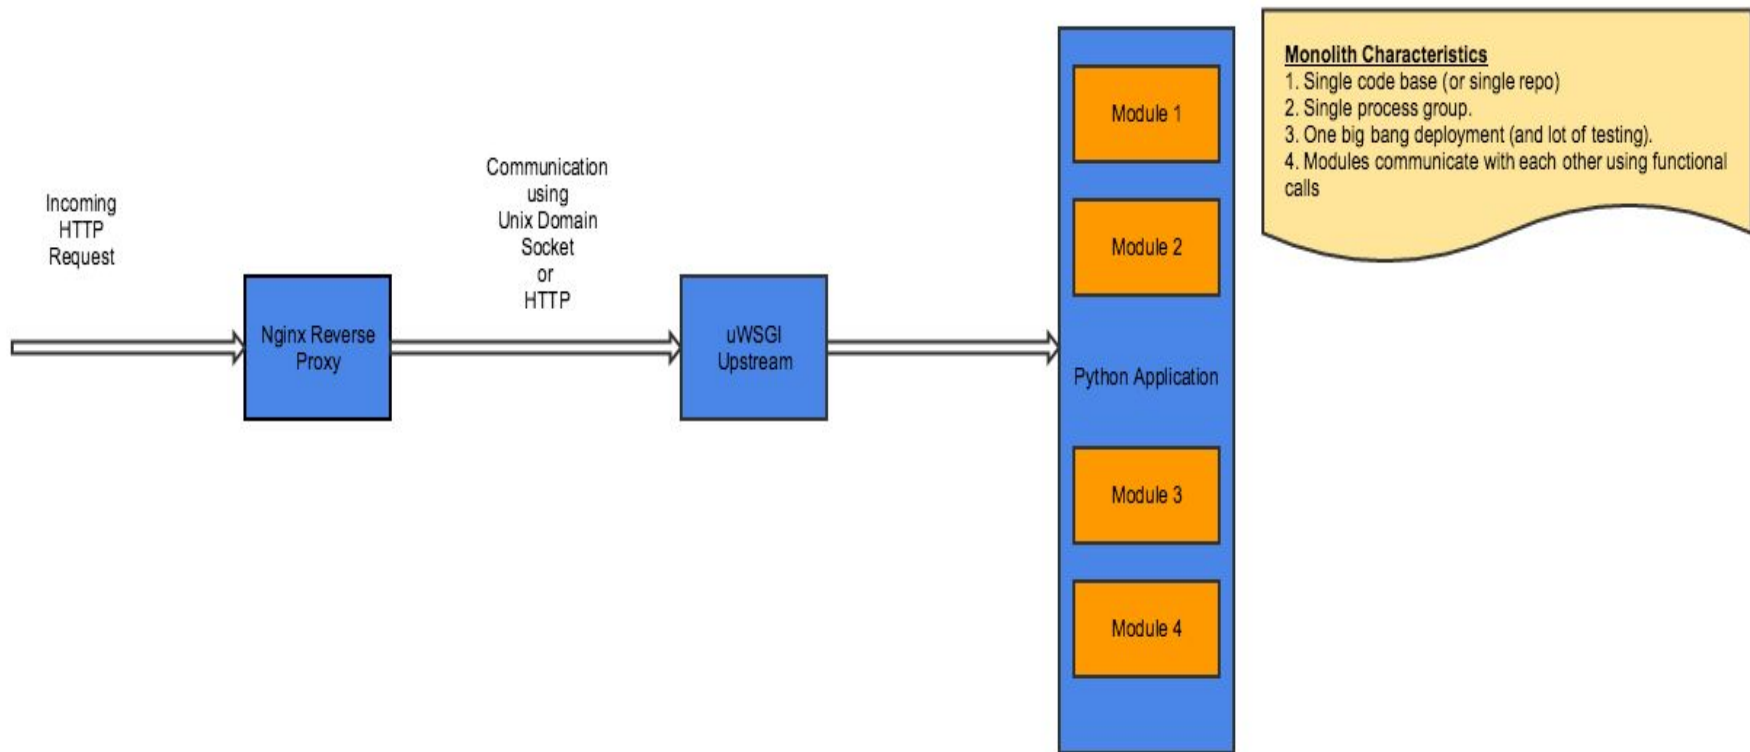 Incoming
HTTP
Request
Nginx Reverse
Proxy
Communication
using
Unix Domain
Socket
or
HTTP
uWSGI
Upstream
Module 1
Module 2
Python Application
Module 3
Module 4
Monolith Characteristics
1. Single code base (or single repo)
2. Single process group.
3. One big bang deployment (and lot of testing).
4. Modules communicate with each other using functional
calls